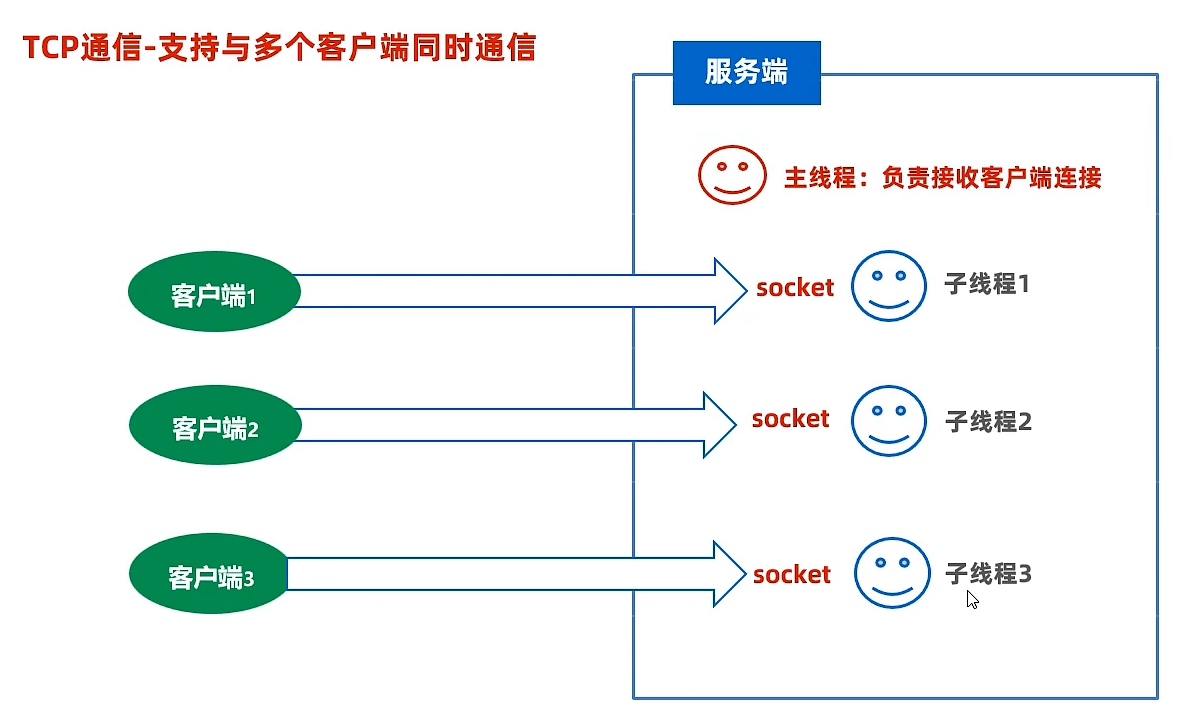 TCP通信-支持与多个客户端同时通信
服务端
主线程：负责接收客户端连接
客户端1
socket
子线程1
客户端2
socket
子线程2
客户端3
socket
子线程3